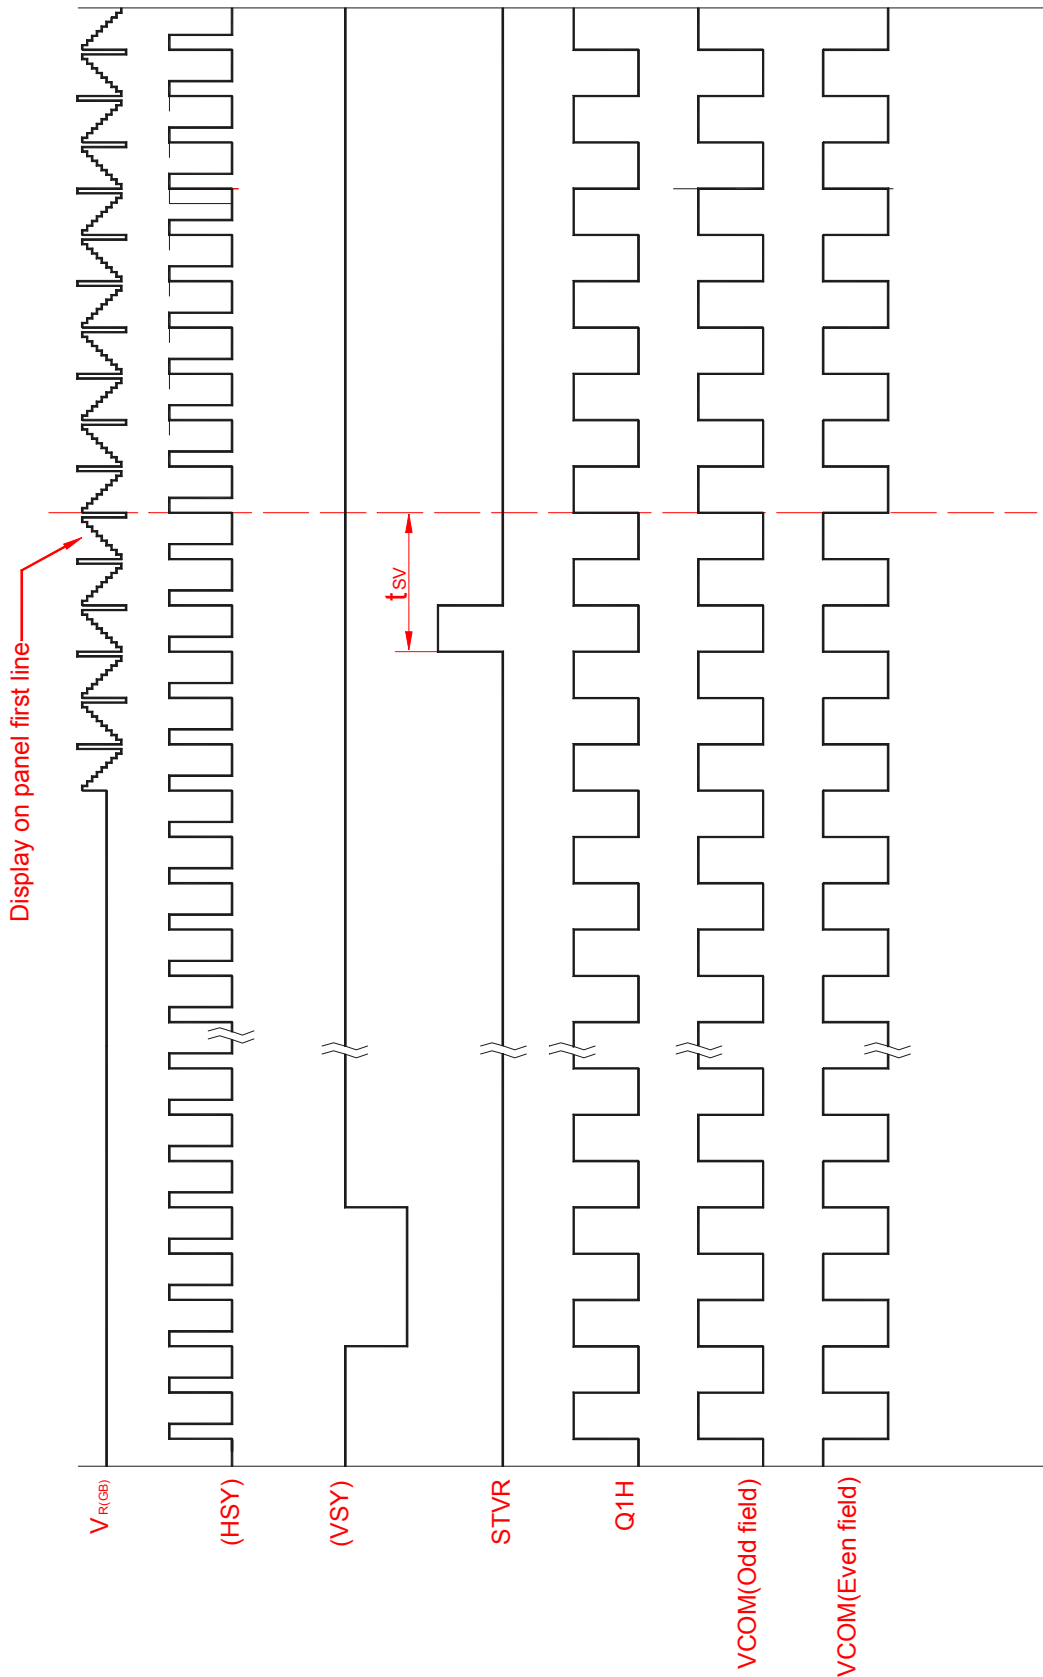 Display on panel first line
tSV
VR(GB)
(HSY)
(VSY)
STVR
Q1H
VCOM(Odd field)
VCOM(Even field)